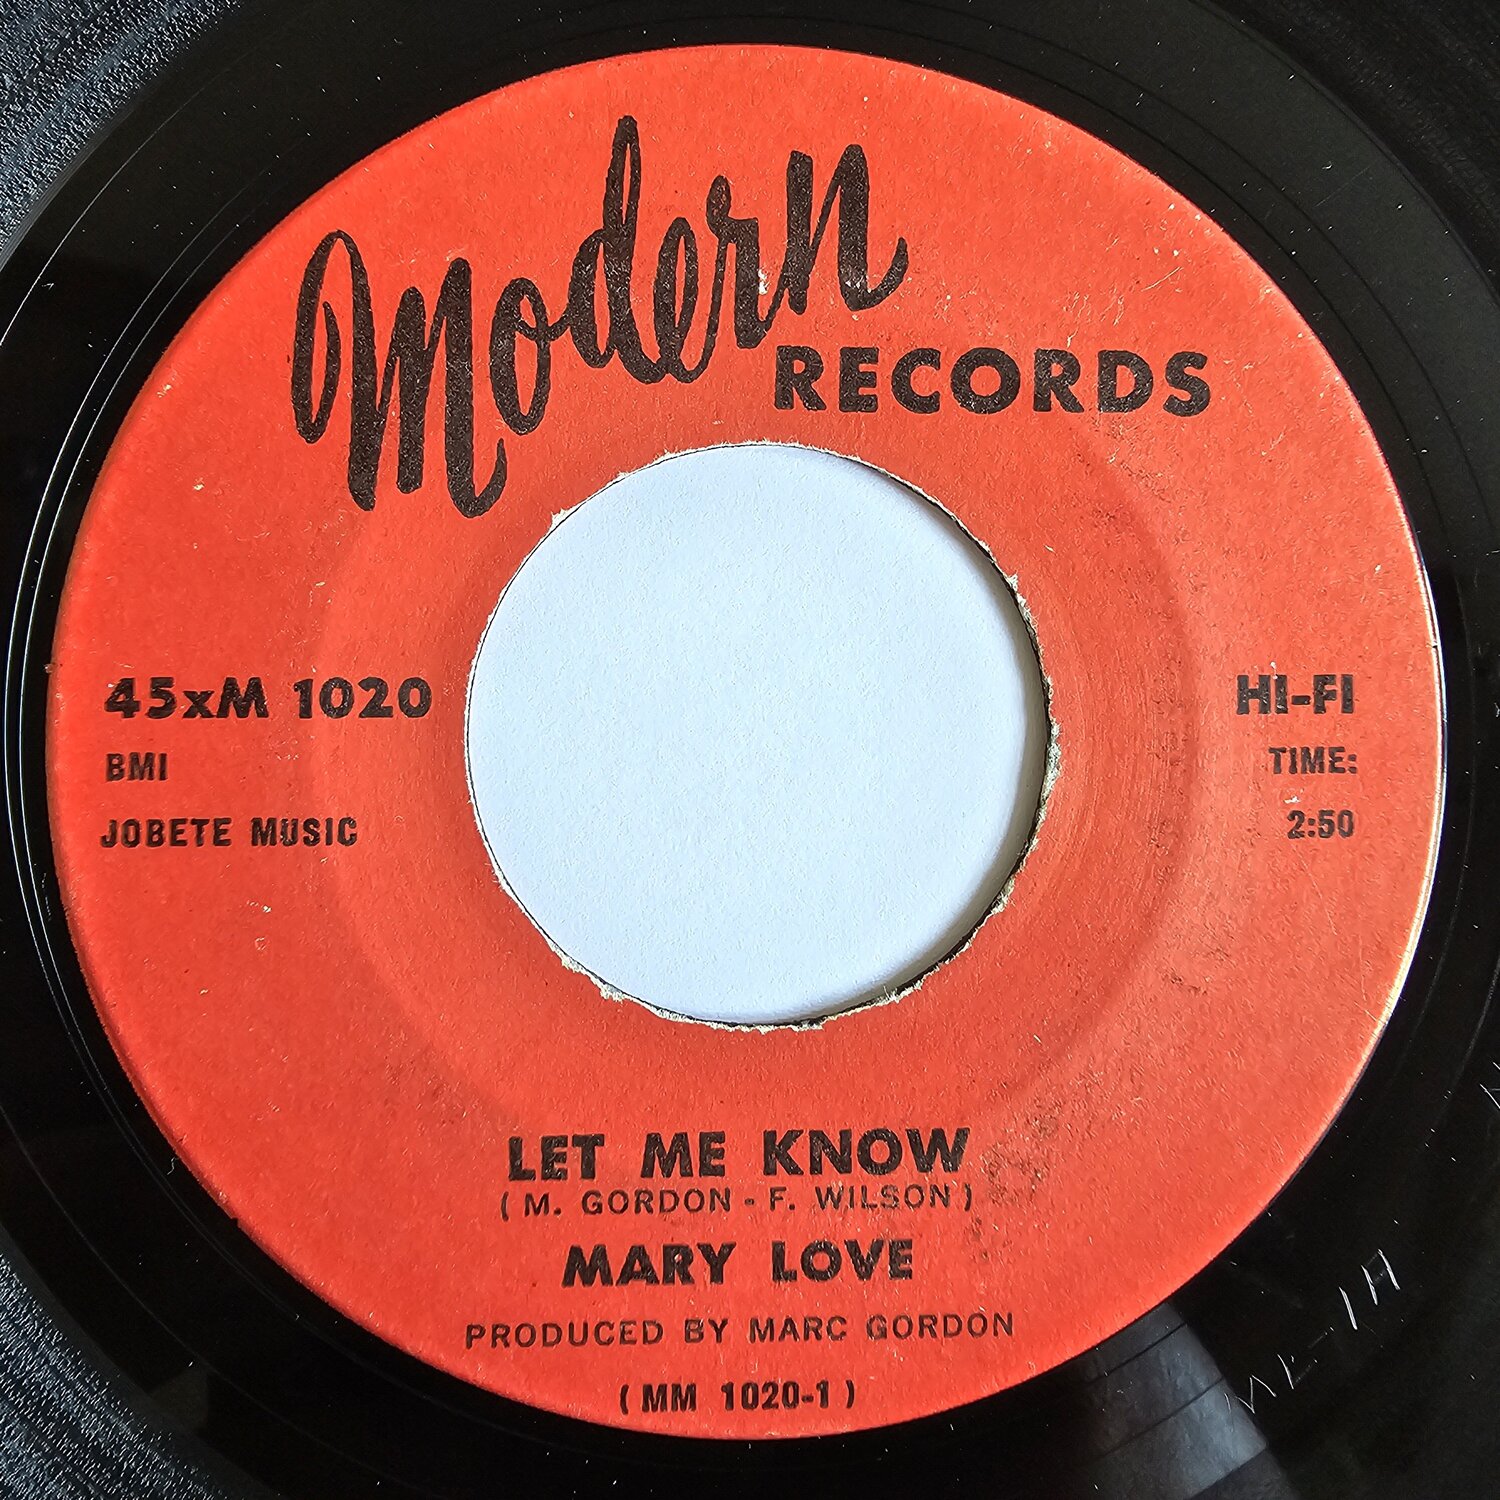 Modern
RECORDS
45xM 1020
BMI
JOBETE MUSIC
HI-FI
TIME:
2:50
LET ME KNOW
( M. GORDON - F. WILSON )
MARY LOVE
PRODUCED BY MARC GORDON
( MM 1020-1 )